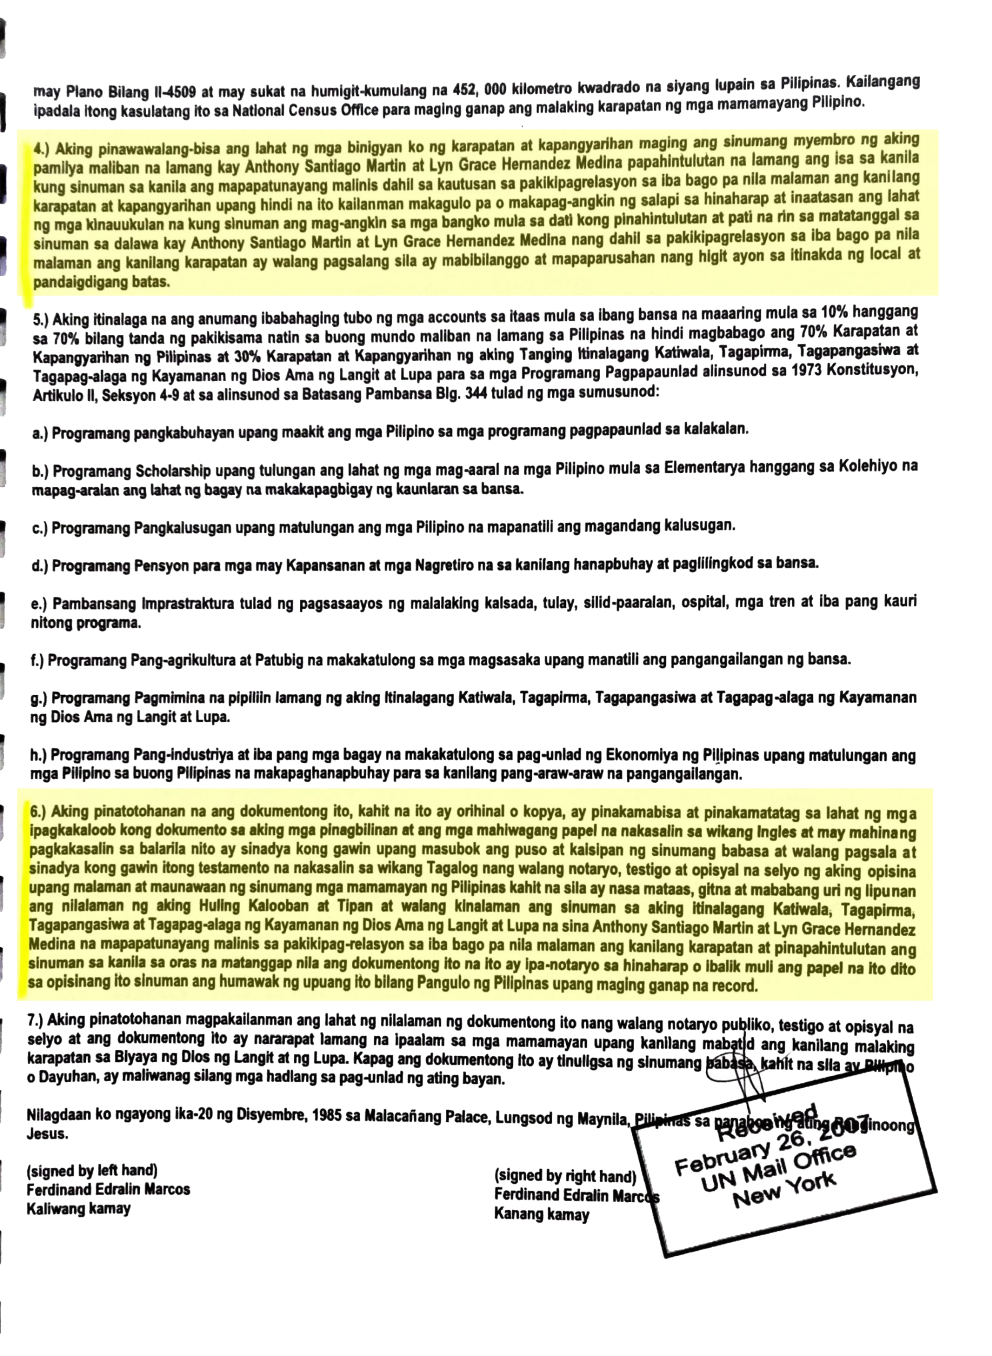 may Plano Bilang II-4509 at may sukat na humigit-kumulang na 452, 000 kilometro kwadrado na siyang lupain sa Pilipinas. Kailangang
ipadala itong kasulatang ito sa National Census Office para maging ganap ang malaking karapatan ng mga mamamayang Pilipino.
4.) Aking pinawawalang-bisa ang lahat ng mga binigyan ko ng karapatan at kapangyarihan maging ang sinumang myembro ng aking
pamilya maliban na lamang kay Anthony Santiago Martin at Lyn Grace Hernandez Medina papahintulutan na lamang ang isa sa kanila
kung sinuman sa kanila ang mapapatunayang malinis dahil sa kautusan sa pakikipagrelasyon sa iba bago pa nila malaman ang kanilang
karapatan at kapangyarihan upang hindi na ito kailanman makagulo pa o makapag-angkin ng salapi sa hinaharap at inaatasan ang lahat
ng mga kinauukulan na kung sinuman ang mag-angkin sa mga bangko mula sa dati kong pinahintulutan at pati na rin sa matatanggal sa
sinuman sa dalawa kay Anthony Santiago Martin at Lyn Grace Hernandez Medina nang dahil sa pakikipagrelasyon sa iba bago pa nila
malaman ang kanilang karapatan ay walang pagsalang sila ay mabibilanggo at mapaparusahan nang higit ayon sa itinakda ng local at
pandaigdigang batas.
5.) Aking itinalaga na ang anumang ibabahaging tubo ng mga accounts sa itaas mula sa ibang bansa na maaaring mula sa 10% hanggang
sa 70% bilang tanda ng pakikisama natin sa buong mundo maliban na lamang sa Pilipinas na hindi magbabago ang 70% Karapatan at
Kapangyarihan ng Pilipinas at 30% Karapatan at Kapangyarihan ng aking Tanging Itinalagang Katiwala, Tagapirma, Tagapangasiwa at
Tagapag-alaga ng Kayamanan ng Dios Ama ng Langit at Lupa para sa mga Programang Pagpapaunlad alinsunod sa 1973 Konstitusyon,
Artikulo II, Seksyon 4-9 at sa alinsunod sa Batasang Pambansa Blg. 344 tulad ng mga sumusunod:
a.) Programang pangkabuhayan upang maakit ang mga Pilipino sa mga programang pagpapaunlad sa kalakalan.
b.) Programang Scholarship upang tulungan ang lahat ng mga mag-aaral na mga Pilipino mula sa Elementarya hanggang sa Kolehiyo na
mapag-aralan ang lahat ng bagay na makakapagbigay ng kaunlaran sa bansa.
c.) Programang Pangkalusugan upang matulungan ang mga Pilipino na mapanatili ang magandang kalusugan.
d.) Programang Pensyon para mga may Kapansanan at mga Nagretiro na sa kanilang hanapbuhay at paglilingkod sa bansa.
e.) Pambansang Imprastraktura tulad ng pagsasaayos ng malalaking kalsada, tulay, silid-paaralan, ospital, mga tren at iba pang kauri
nitong programa.
f.) Programang Pang-agrikultura at Patubig na makakatulong sa mga magsasaka upang manatili ang pangangailangan ng bansa.
g.) Programang Pagmimina na pipiliin lamang ng aking Itinalagang Katiwala, Tagapirma, Tagapangasiwa at Tagapag-alaga ng Kayamanan
ng Dios Ama ng Langit at Lupa.
h.) Programang Pang-industriya at iba pang mga bagay na makakatulong sa pag-unlad ng Ekonomiya ng Pilipinas upang matulungan ang
mga Pilipino sa buong Pilipinas na makapaghanapbuhay para sa kanilang pang-araw-araw na pangangailangan.
6.) Aking pinatotohanan na ang dokumentong ito, kahit na ito ay orihinal o kopya, ay pinakamabisa at pinakamatatag sa lahat ng mga
ipagkakaloob kong dokumento sa aking mga pinagbilinan at ang mga mahiwagang papel na nakasalin sa wikang Ingles at may mahinang
pagkakasalin sa balarila nito ay sinadya kong gawin upang masubok ang puso at kaisipan ng sinumang babasa at walang pagsala at
sinadya kong gawin itong testamento na nakasalin sa wikang Tagalog nang walang notaryo, testigo at opisyal na selyo ng aking opisina
upang malaman at maunawaan ng sinumang mga mamamayan ng Pilipinas kahit na sila ay nasa mataas, gitna at mababang uri ng lipunan
ang nilalaman ng aking Huling Kalooban at Tipan at walang kinalaman ang sinuman sa aking itinalagang Katiwala, Tagapirma,
Tagapangasiwa at Tagapag-alaga ng Kayamanan ng Dios Ama ng Langit at Lupa na sina Anthony Santiago Martin at Lyn Grace Hernandez
Medina na mapapatunayang malinis sa pakikipag-relasyon sa iba bago pa nila malaman ang kanilang karapatan at pinapahintulutan ang
sinuman sa kanila sa oras na matanggap nila ang dokumentong ito na ito ay ipa-notaryo sa hinaharap o ibalik muli ang papel na ito dito
sa opisinang ito sinuman ang humawak ng upuang ito bilang Pangulo ng Pilipinas upang maging ganap na record.
7.) Aking pinatotohanan magpakailanman ang lahat ng nilalaman ng dokumentong ito nang walang notaryo publiko, testigo at opisyal na
selyo at ang dokumentong ito ay nararapat lamang na ipaalam sa mga mamamayan upang kanilang mabatid ang kanilang malaking
karapatan sa Biyaya ng Dios ng Langit at ng Lupa. Kapag ang dokumentong ito ay tinuligsa ng sinumang babasa, kahit na sila ay Pilipino
o Dayuhan, ay maliwanag silang mga hadlang sa pag-unlad ng ating bayan.
Nilagdaan ko ngayong ika-20 ng Disyembre, 1985 sa Malacañang Palace, Lungsod ng Maynila, Pilipinas sa panahon ng ating Panginoong
Jesus.
(signed by left hand)
Ferdinand Edralin Marcos
Kaliwang kamay
(signed by right hand)
Ferdinand Edralin Marcos
Kanang kamay
Received
February 26, 2007
UN Mail Office
New York